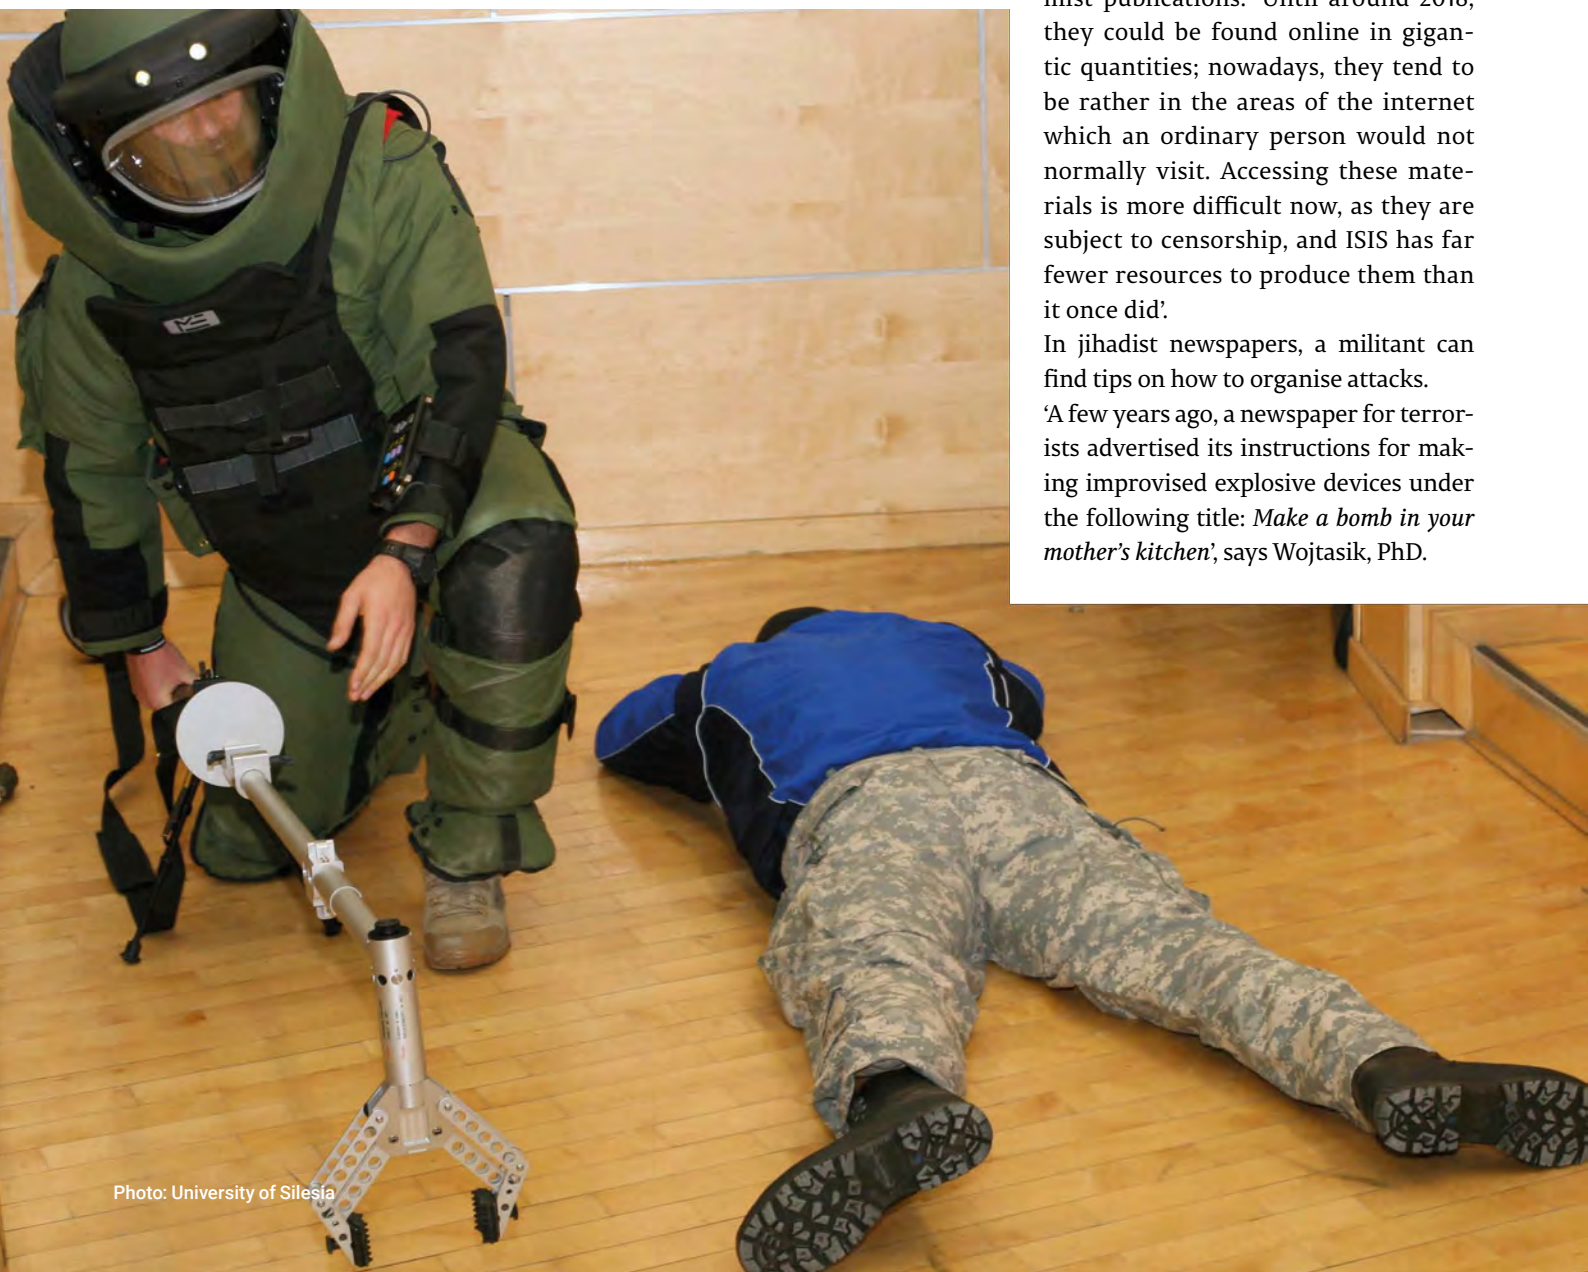 they could be found online in gigan-
tic quantities; nowadays, they tend to
be rather in the areas of the internet
which an ordinary person would not
normally visit. Accessing these mate-
rials is more difficult now, as they are
subject to censorship, and ISIS has far
fewer resources to produce them than
it once did’.
In jihadist newspapers, a militant can
find tips on how to organise attacks.
‘A few years ago, a newspaper for terror-
ists advertised its instructions for mak-
ing improvised explosive devices under
the following title: Make a bomb in your
mother’s kitchen’, says Wojtasik, PhD.
Photo: University of Silesia